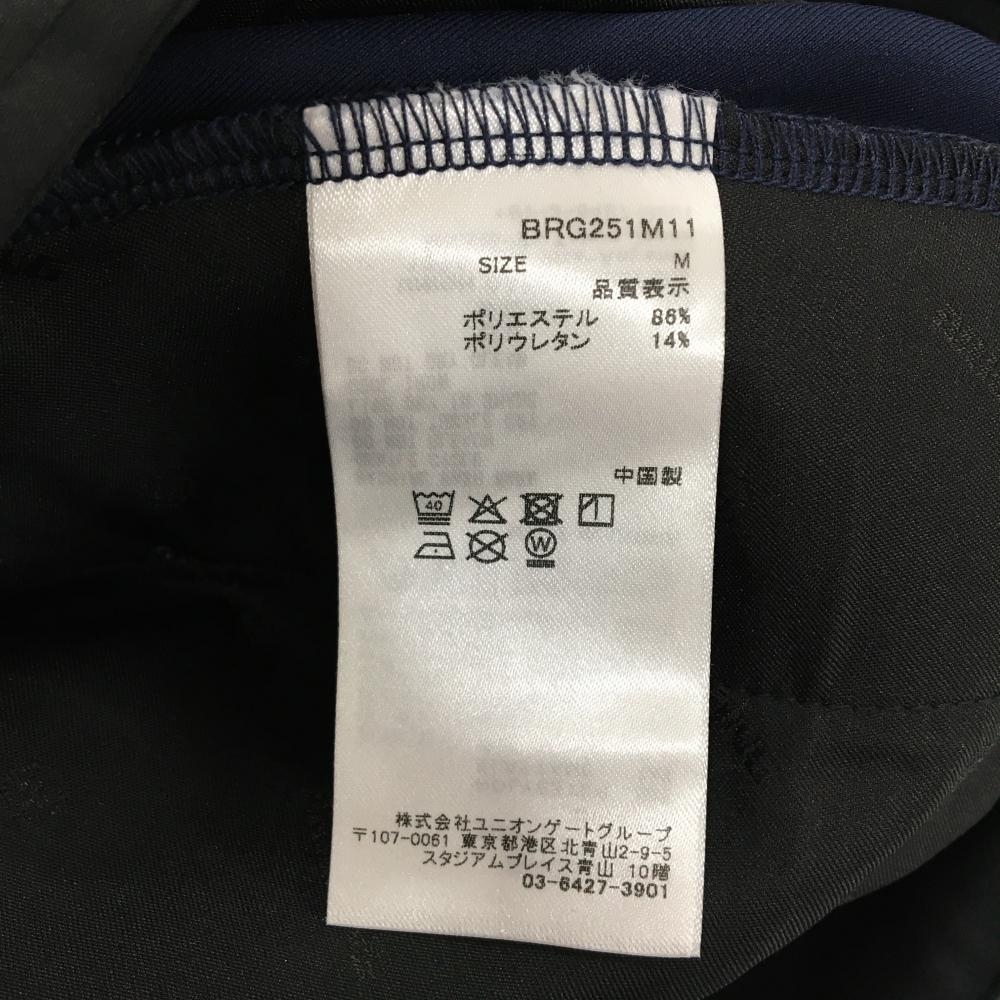 BRG251M11
SIZE M
品質表示
ポリエステル 86%
ポリウレタン 14%
中国製
40
W
株式会社ユニオンゲートグループ
〒107-0061 東京都港区北青山2-9-5
スタジアムプレイス青山 10階
03-6427-3901